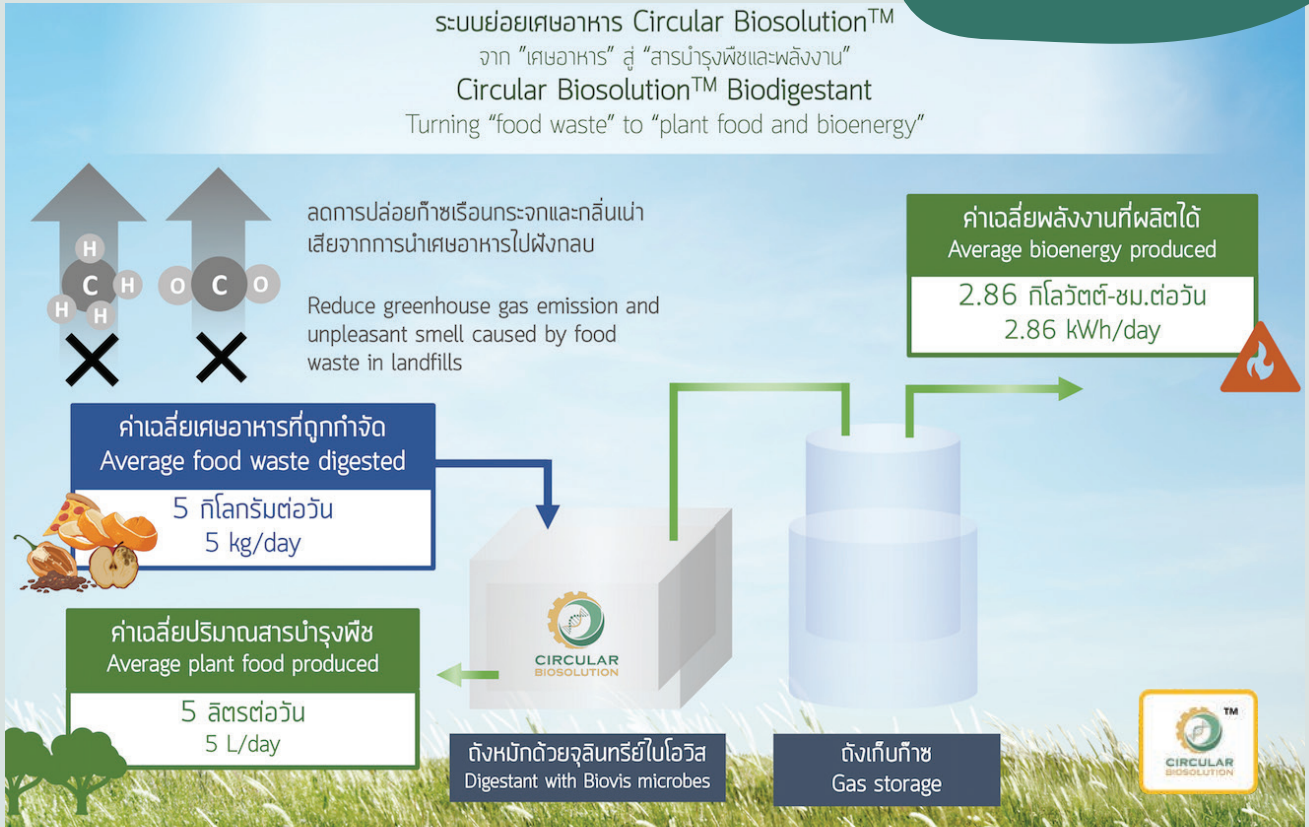 ระบบย่อยเศษอาหาร Circular Biosolution™
จาก "เศษอาหาร" สู่ "สารบำรุงพืชและพลังงาน"
Circular Biosolution™ Biodigestant
Turning "food waste" to "plant food and bioenergy"
H
C
H
H
H
O
C
O
ลดการปล่อยก๊าซเรือนกระจกและกลิ่นเน่า
เสียจากการนำเศษอาหารไปฝังกลบ
Reduce greenhouse gas emission and
unpleasant smell caused by food
waste in landfills
ค่าเฉลี่ยพลังงานที่ผลิตได้
Average bioenergy produced
2.86 กิโลวัตต์-ชม.ต่อวัน
2.86 kWh/day
ค่าเฉลี่ยเศษอาหารที่ถูกกำจัด
Average food waste digested
5 กิโลกรัมต่อวัน
5 kg/day
ค่าเฉลี่ยปริมาณสารบำรุงพืช
Average plant food produced
5 ลิตรต่อวัน
5 L/day
CIRCULAR
BIOSOLUTION
ถังหมักด้วยจุลินทรีย์ไบโอวิส
Digestant with Biovis microbes
ถังเก็บก๊าซ
Gas storage
TM
CIRCULAR
BIOSOLUTION